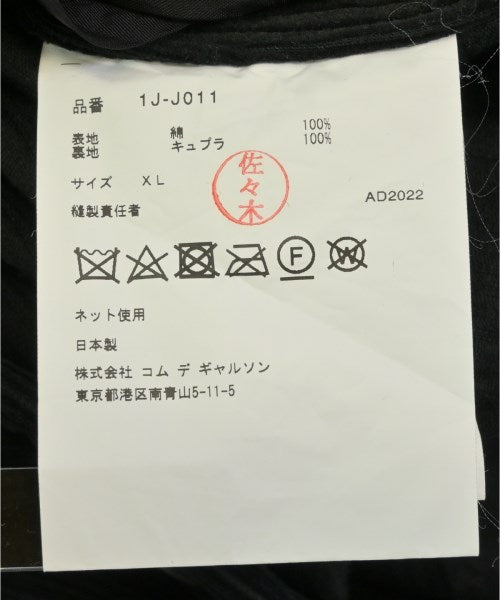 品番 1J-J011
表地 綿 100%
裏地 キュプラ 100%
サイズ XL
佐々木
縫製責任者
AD2022
F
W
ネット使用
日本製
株式会社 コム デ ギャルソン
東京都港区南青山5-11-5